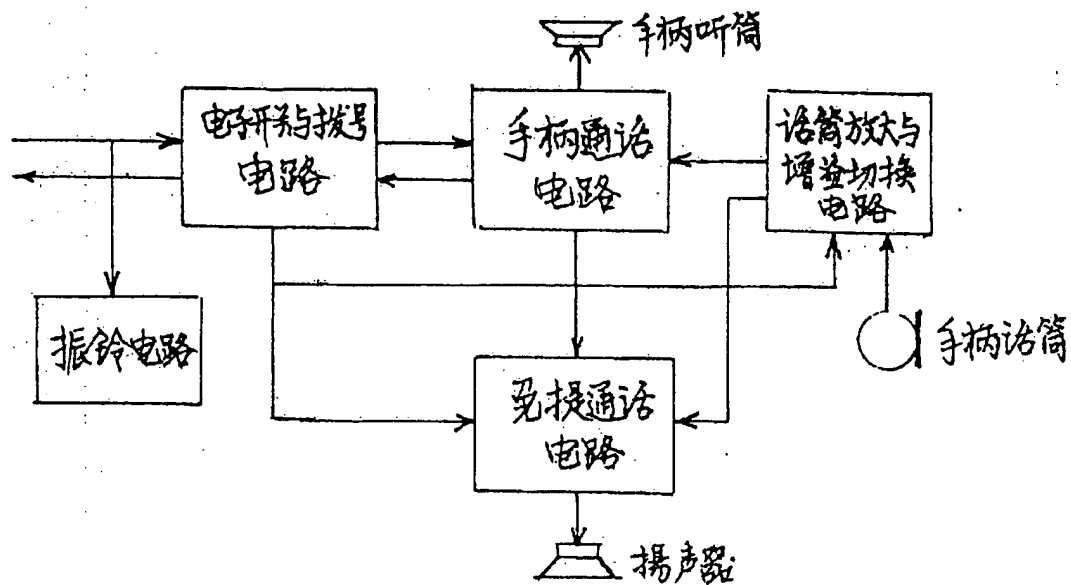 手柄听筒
电子开关与拨号
电路
手柄通话
电路
话筒放大与
增益切换
电路
振铃电路
手柄话筒
免提通话
电路
扬声器